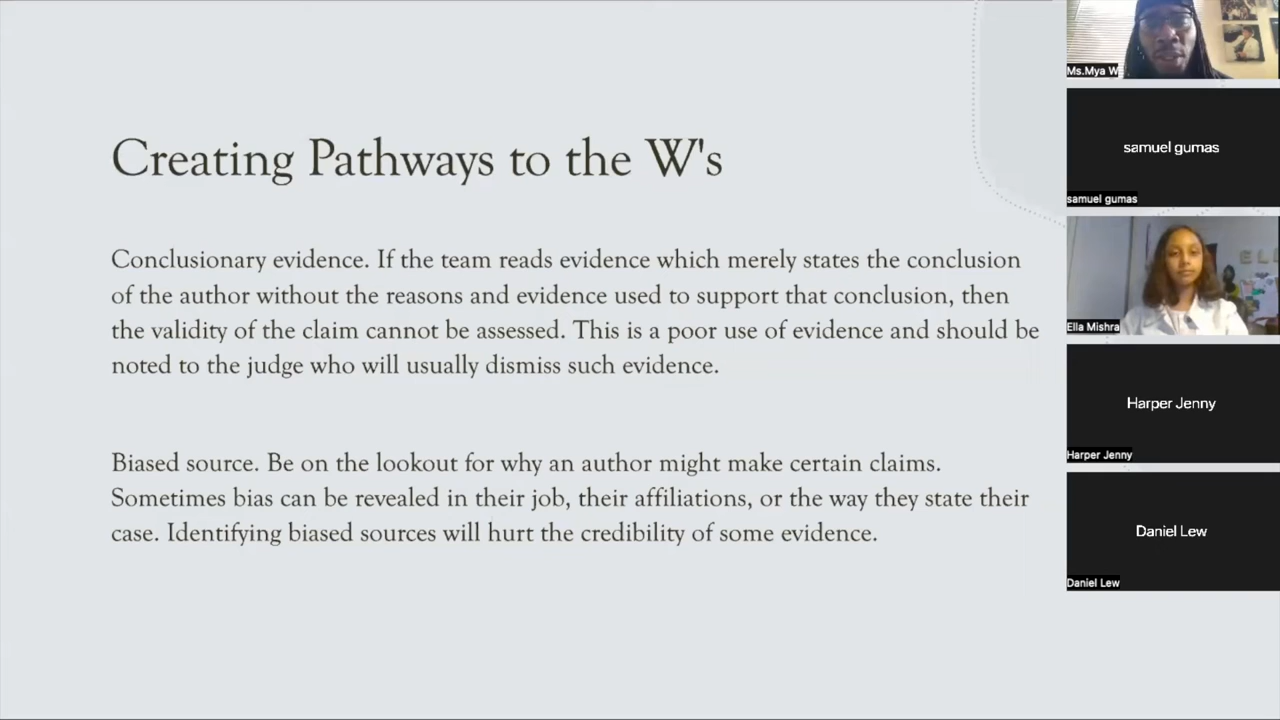 Creating Pathways to the W's
Conclusionary evidence. If the team reads evidence which merely states the conclusion
of the author without the reasons and evidence used to support that conclusion, then
the validity of the claim cannot be assessed. This is a poor use of evidence and should be
noted to the judge who will usually dismiss such evidence.
Biased source. Be on the lookout for why an author might make certain claims.
Sometimes bias can be revealed in their job, their affiliations, or the way they state their
case. Identifying biased sources will hurt the credibility of some evidence.
Ms.Mya W
samuel gumas
samuel gumas
Ella Mishra
Harper Jenny
Harper Jenny
Daniel Lew
Daniel Lew